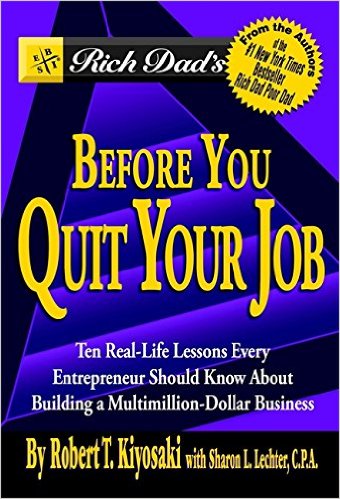 E B
S I
Rich Dad's
from the Authors
of the
#1 New York Times
Bestseller
Rich Dad Poor Dad
BEFORE YOU
QUIT YOUR JOB
Ten Real-Life Lessons Every
Entrepreneur Should Know About
Building a Multimillion-Dollar Business
By Robert T. Kiyosaki with Sharon L. Lechter, C.P.A.